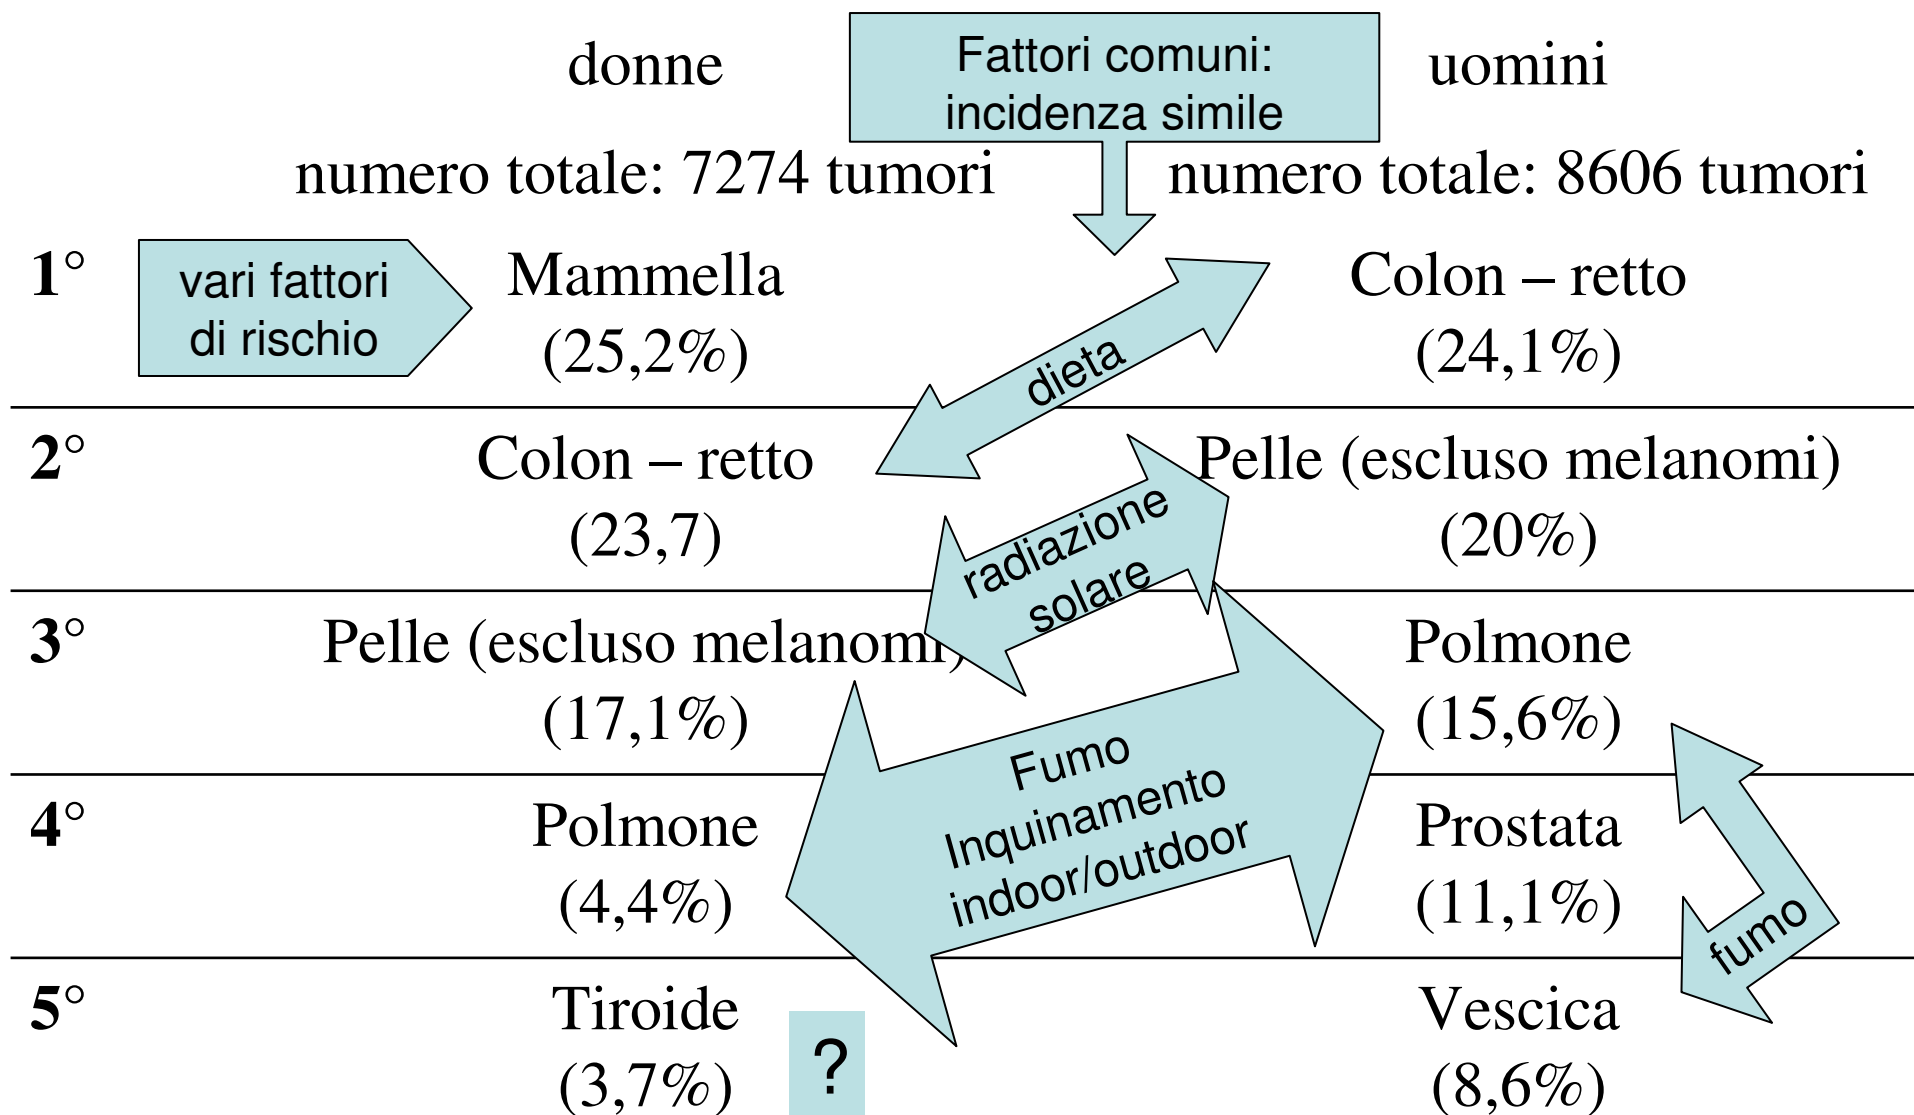 donne
Fattori comuni:
incidenza simile
uomini
numero totale: 7274 tumori
numero totale: 8606 tumori
1°
vari fattori
di rischio
Mammella
(25,2%)
dieta
Colon – retto
(24,1%)
2°
Colon – retto
(23,7)
radiazione
solare
Pelle (escluso melanomi)
(20%)
3°
Pelle (escluso melanomi)
(17,1%)
Fumo
Inquinamento
indoor/outdoor
Polmone
(15,6%)
4°
Polmone
(4,4%)
Prostata
(11,1%)
fumo
5°
Tiroide
(3,7%)
?
Vescica
(8,6%)